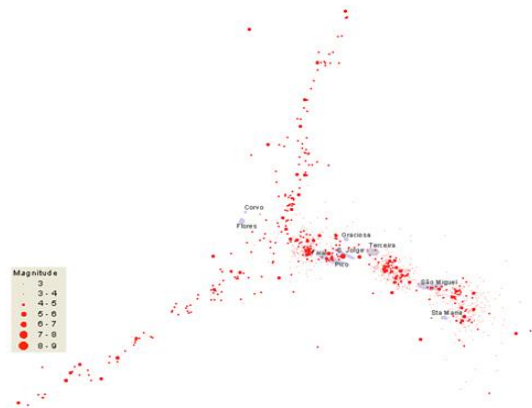 Corvo
Flores
Graciosa
S. Jorge
Terceira
Pico
São Miguel
Sta Maria
Magnitude
3
3 - 4
4 - 5
5 - 6
6 - 7
7 - 8
8 - 9